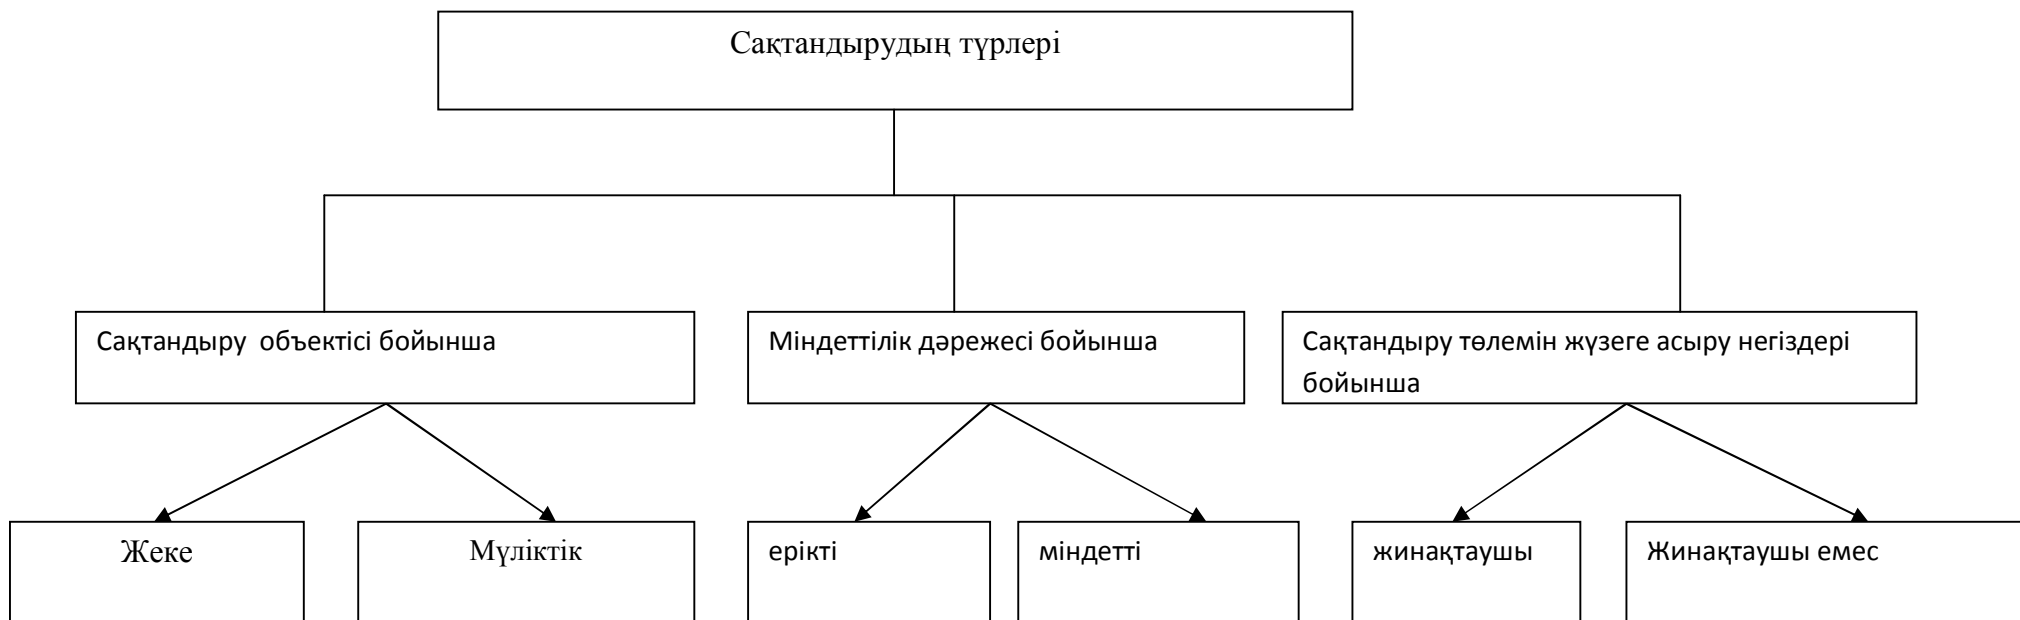 Сақтандырудың түрлері
Сақтандыру  объектісі бойынша
Міндеттілік дәрежесі бойынша
Сақтандыру төлемін жүзеге асыру негіздері
бойынша
Жеке
Мүліктік
ерікті
міндетті
жинақтаушы
Жинақтаушы емес